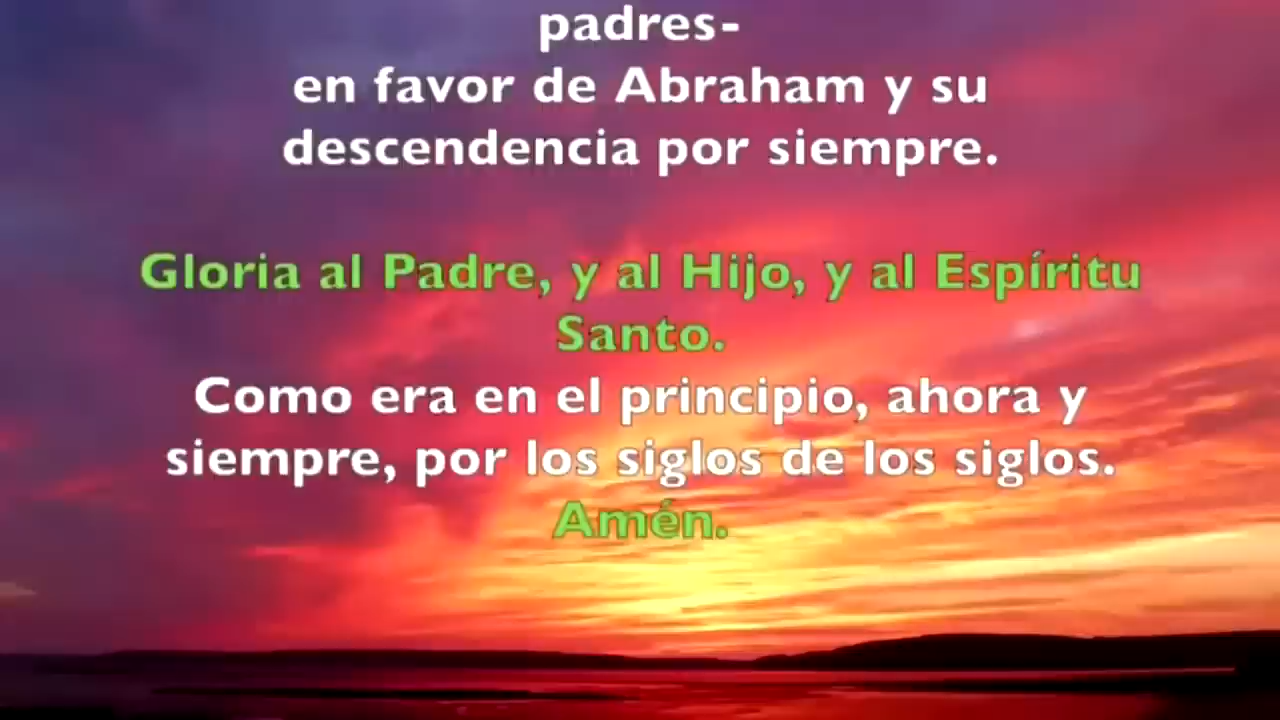 padres-
en favor de Abraham y su
descendencia por siempre.
Gloria al Padre, y al Hijo, y al Espíritu
Santo.
Como era en el principio, ahora y
siempre, por los siglos de los siglos.
Amén.